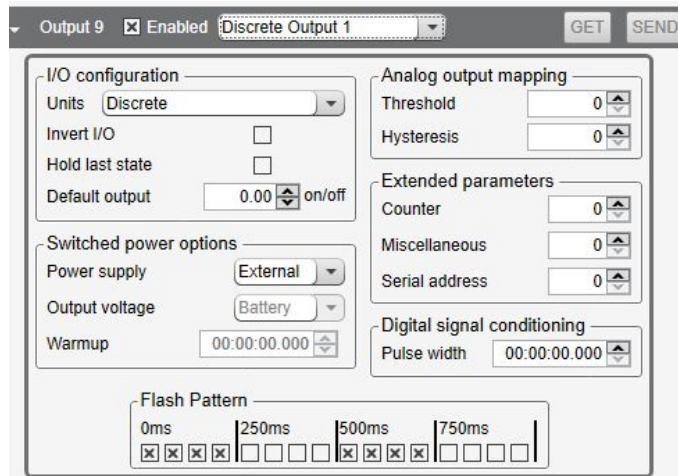 Output 9 Enabled Discrete Output 1 GET SEND
I/O configuration
Units Discrete
Invert I/O
Hold last state
Default output 0.00 on/off
Switched power options
Power supply External
Output voltage Battery
Warmup 00:00:00.000
Analog output mapping
Threshold 0
Hysteresis 0
Extended parameters
Counter 0
Miscellaneous 0
Serial address 0
Digital signal conditioning
Pulse width 00:00:00.000
Flash Pattern
0ms 250ms 500ms 750ms